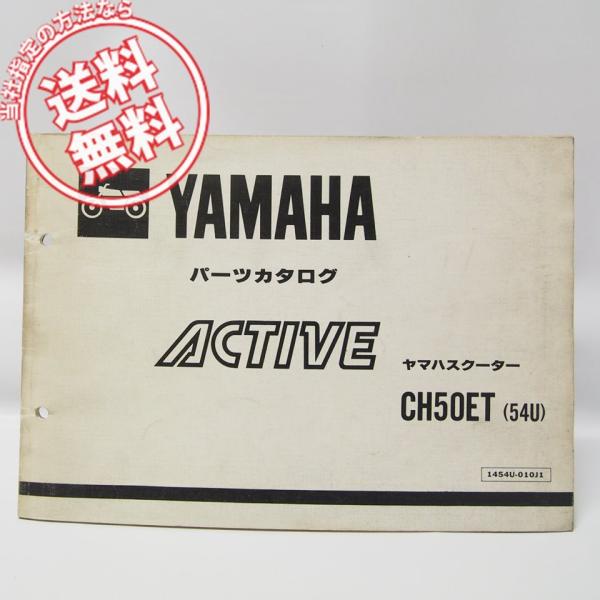 当社指定の方法なら
送料
無料
YAMAHA
パーツカタログ
ACTIVE
ヤマハスクーター
CH50ET (54U)
1454U-010J1